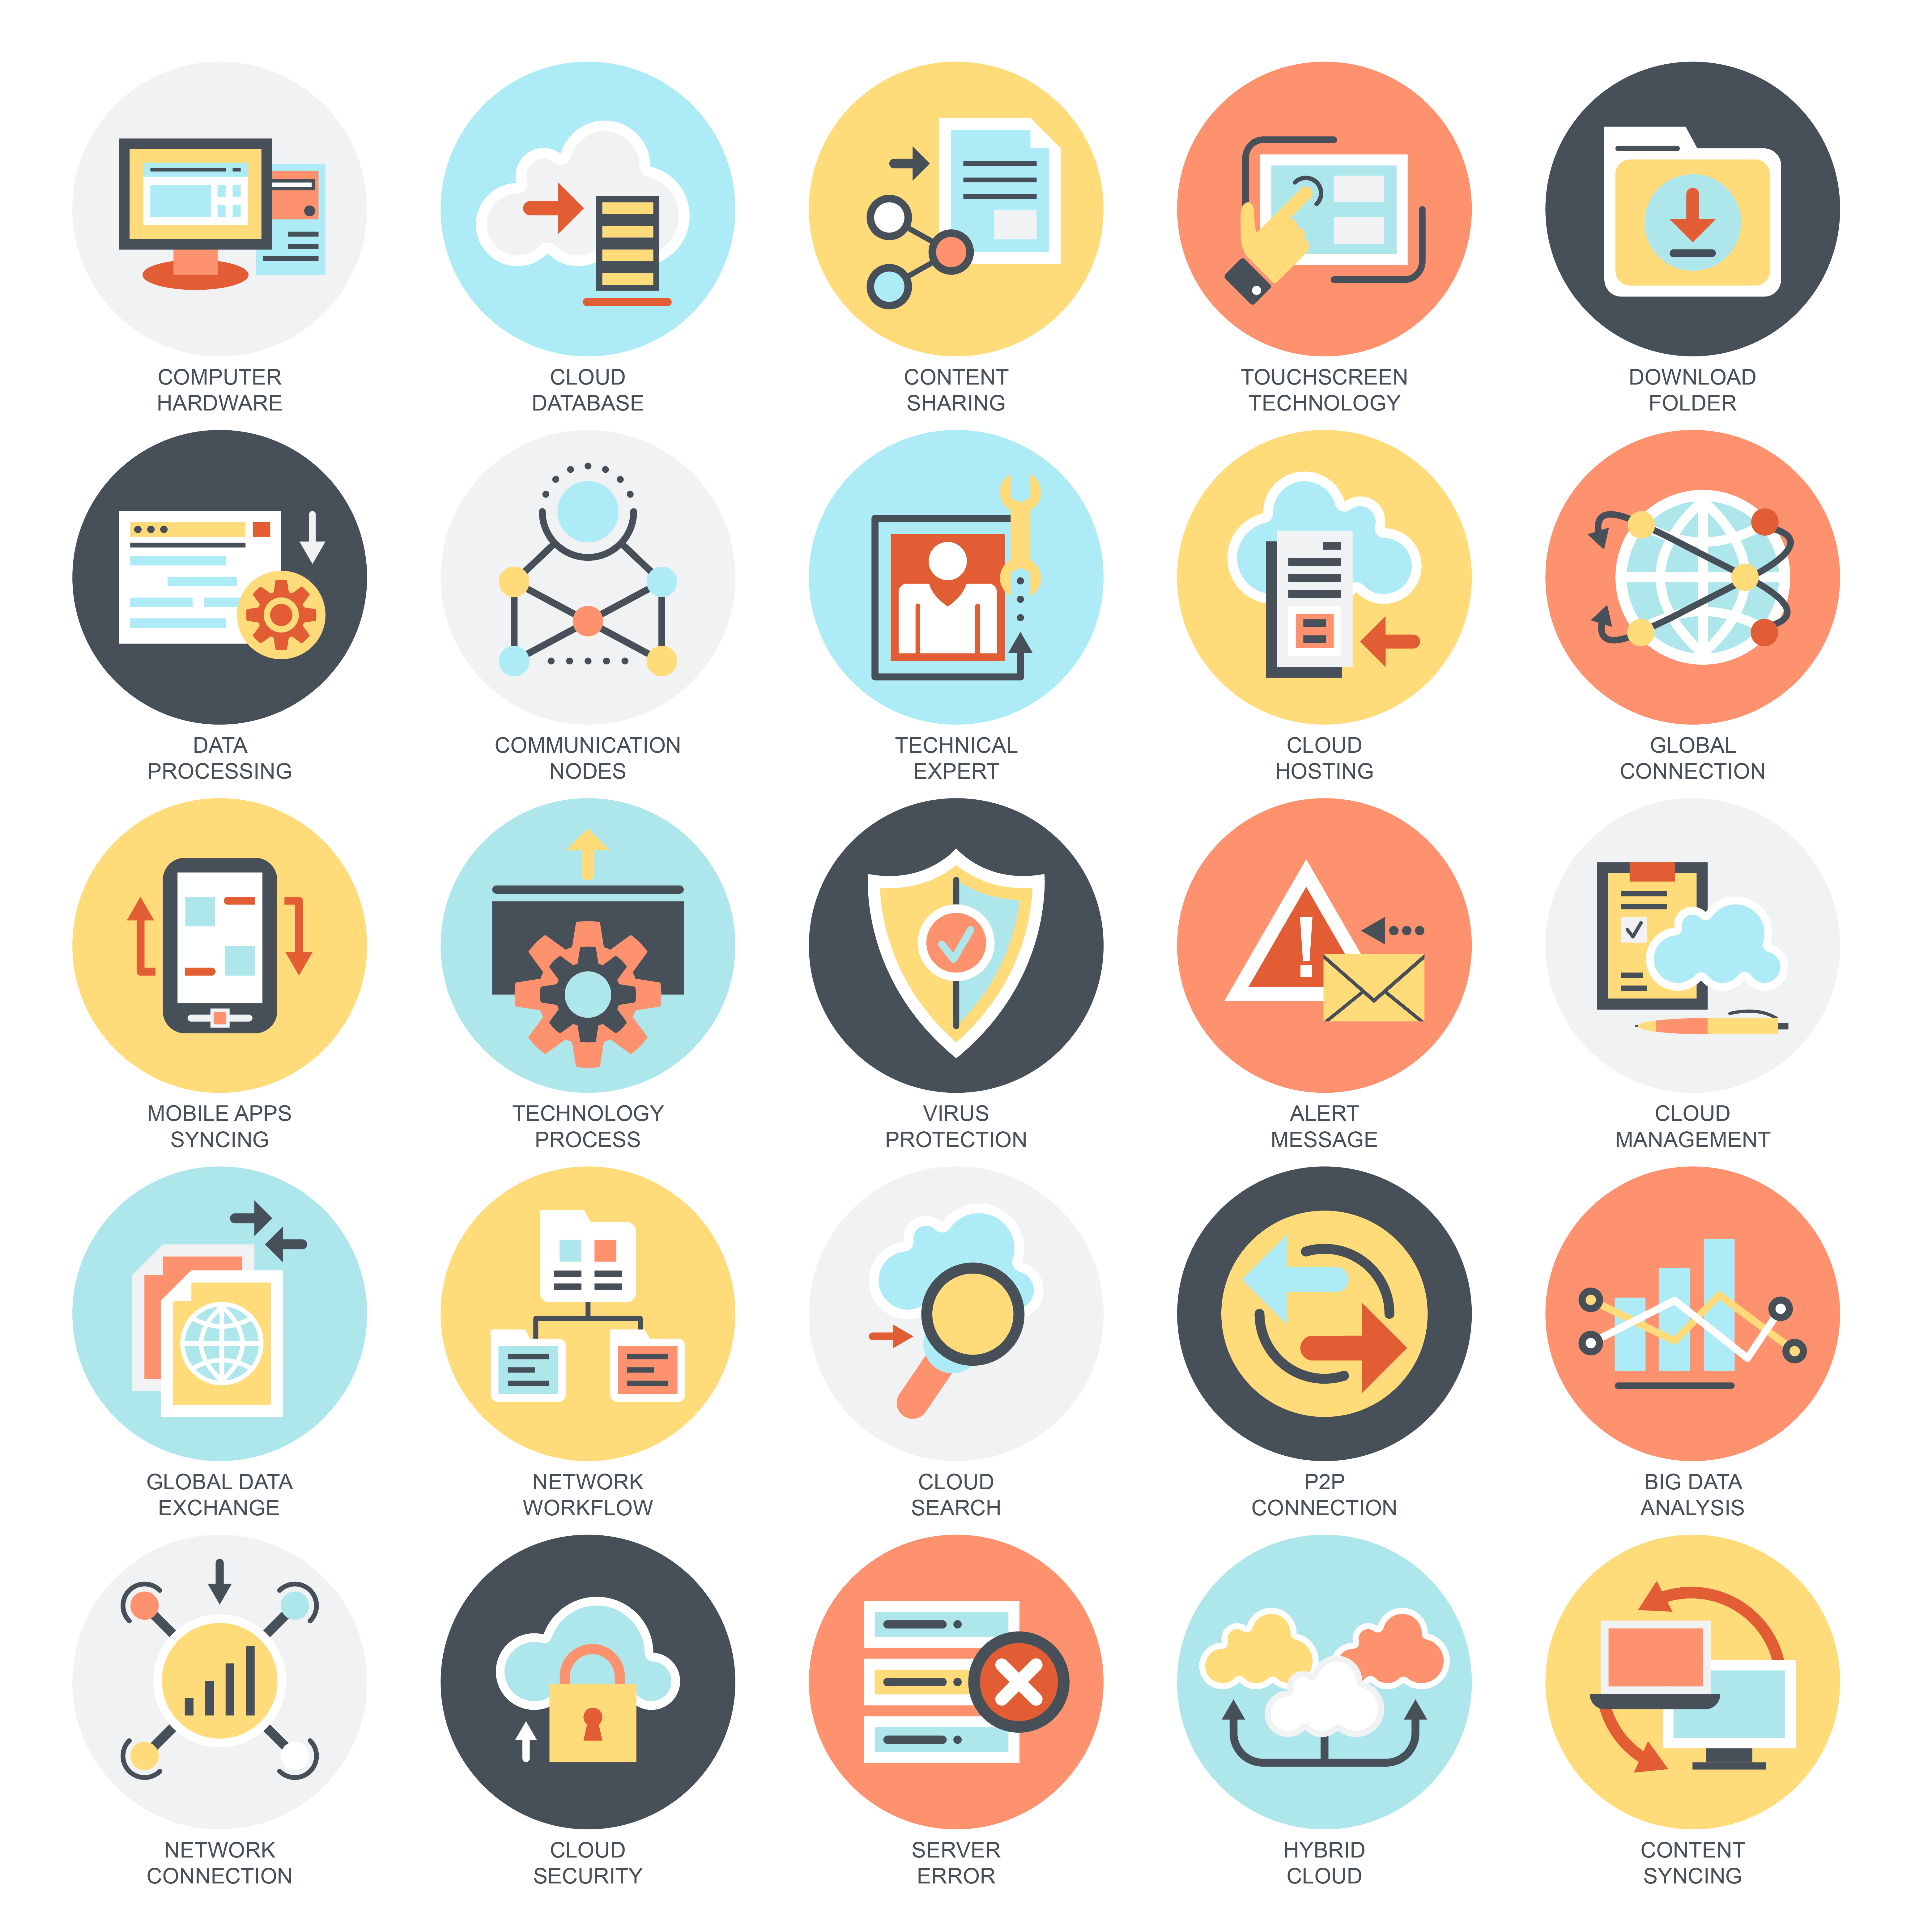 COMPUTER
HARDWARE
CLOUD
DATABASE
CONTENT
SHARING
TOUCHSCREEN
TECHNOLOGY
DOWNLOAD
FOLDER
DATA
PROCESSING
COMMUNICATION
NODES
TECHNICAL
EXPERT
CLOUD
HOSTING
GLOBAL
CONNECTION
MOBILE APPS
SYNCING
TECHNOLOGY
PROCESS
VIRUS
PROTECTION
ALERT
MESSAGE
CLOUD
MANAGEMENT
GLOBAL DATA
EXCHANGE
NETWORK
WORKFLOW
CLOUD
SEARCH
P2P
CONNECTION
BIG DATA
ANALYSIS
NETWORK
CONNECTION
CLOUD
SECURITY
SERVER
ERROR
HYBRID
CLOUD
CONTENT
SYNCING